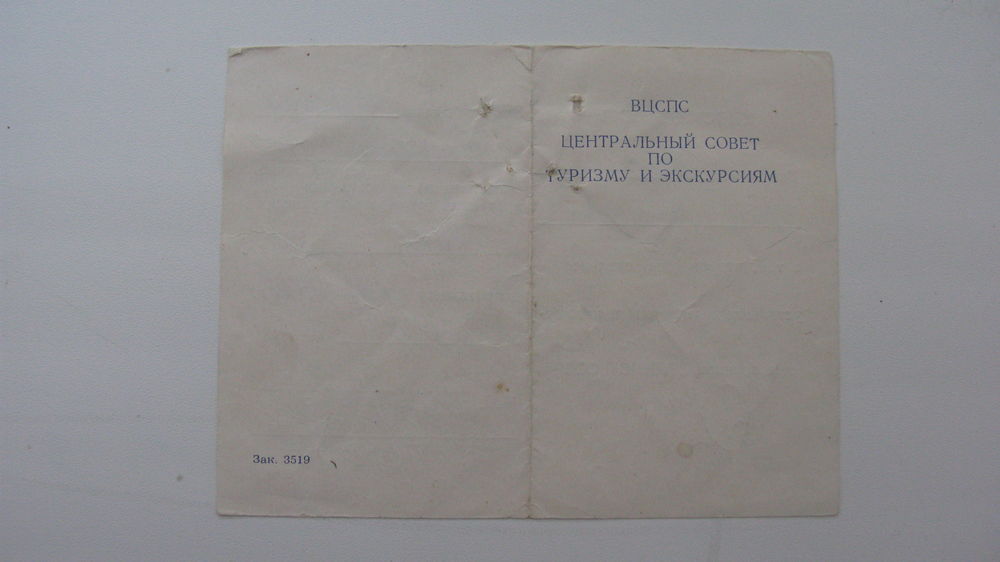 ВЦСПС
ЦЕНТРАЛЬНЫЙ СОВЕТ
ПО
ТУРИЗМУ И ЭКСКУРСИЯМ
Зак. 3519